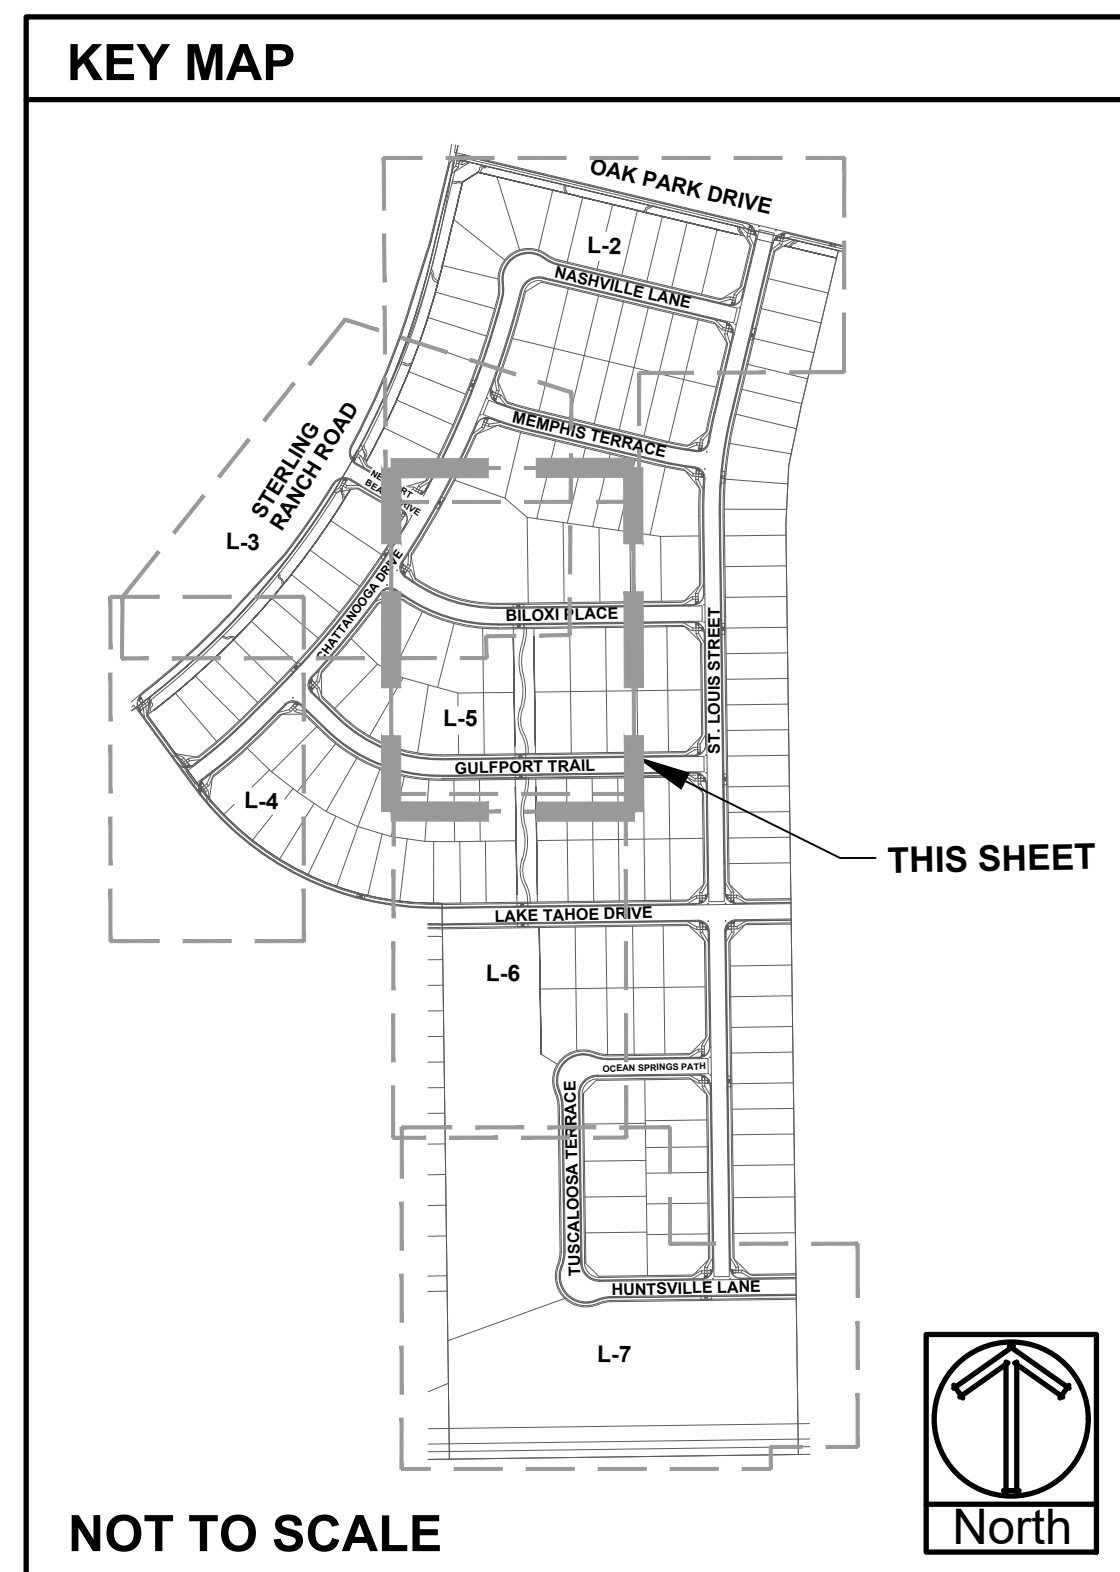 KEY MAP
OAK PARK DRIVE
L-2
NASHVILLE LANE
MEMPHIS TERRACE
STERLING
RANCH ROAD
L-3
CHATTANOOGA DRIVE
BILOXI PLACE
ST. LOUIS STREET
L-5
GULFPORT TRAIL
L-4
THIS SHEET
LAKE TAHOE DRIVE
L-6
OCEAN SPRINGS PATH
TUSCALOOSA TERRACE
HUNTSVILLE LANE
L-7
NOT TO SCALE
North